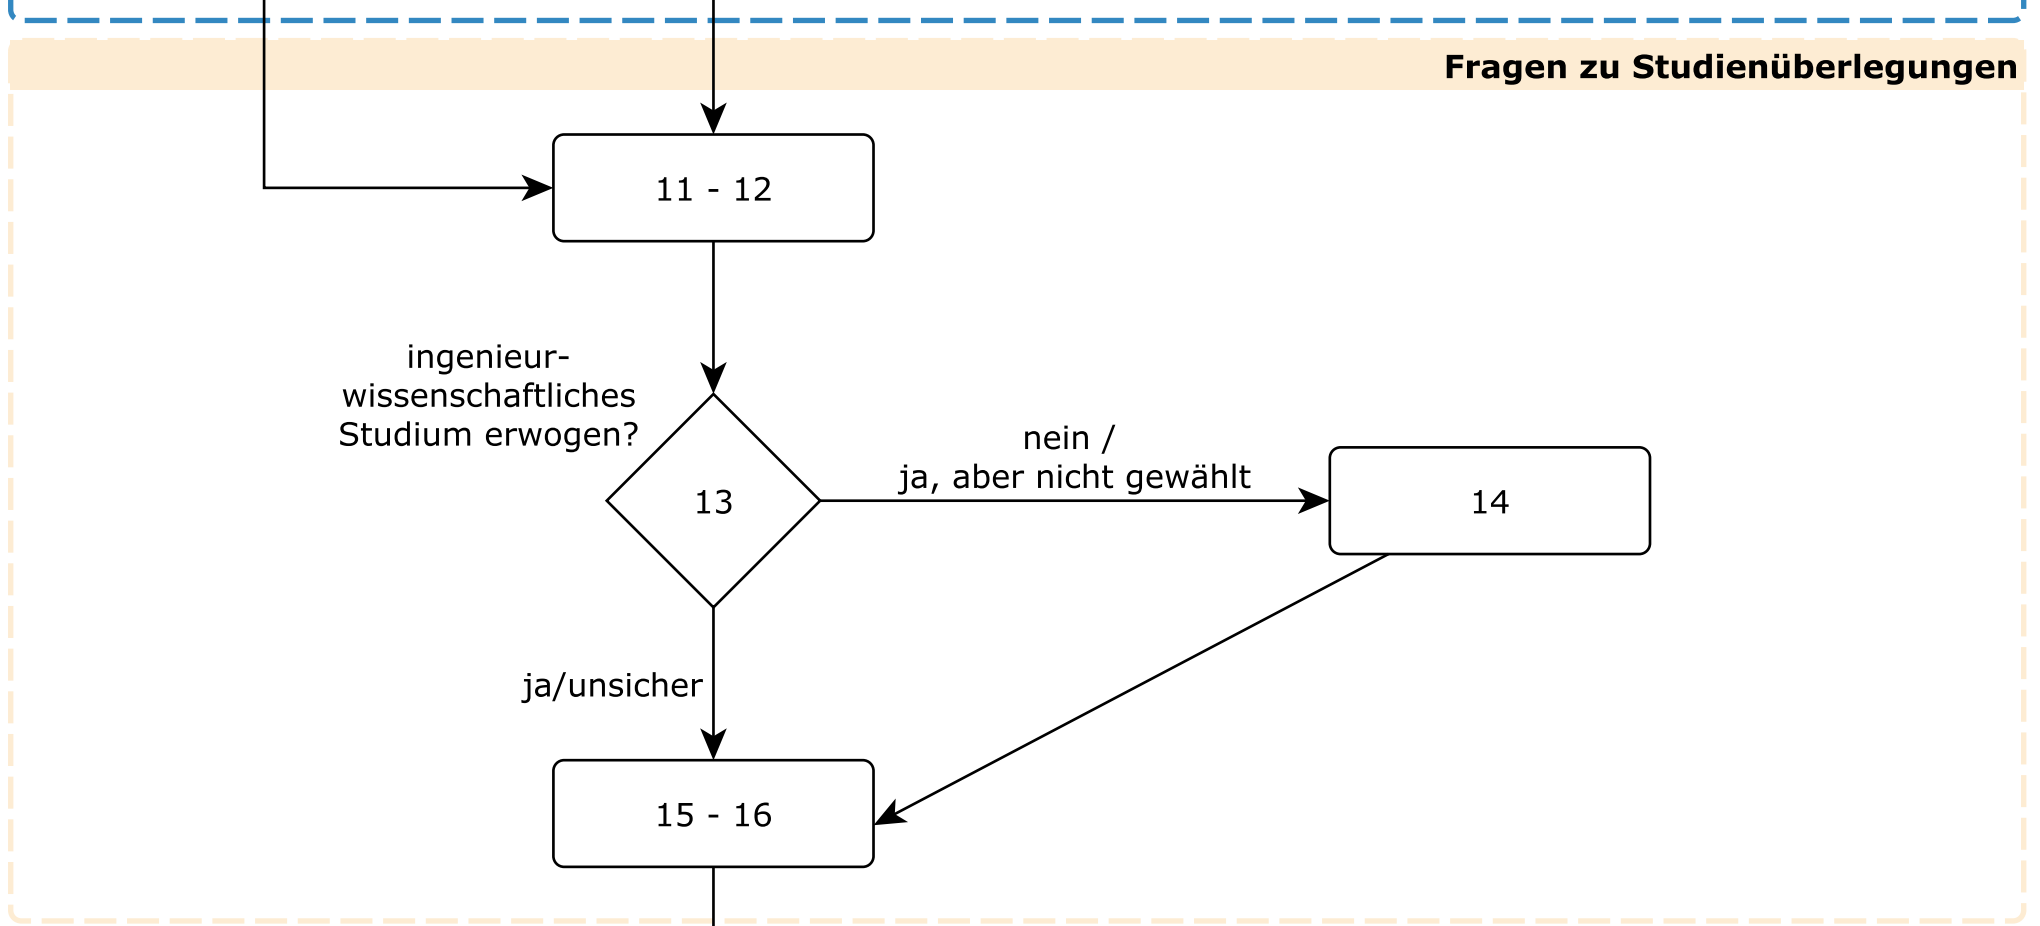 Fragen zu Studienüberlegungen
11 - 12
ingenieur-
wissenschaftliches
Studium erwogen?
nein /
ja, aber nicht gewählt
13
14
ja/unsicher
15 - 16